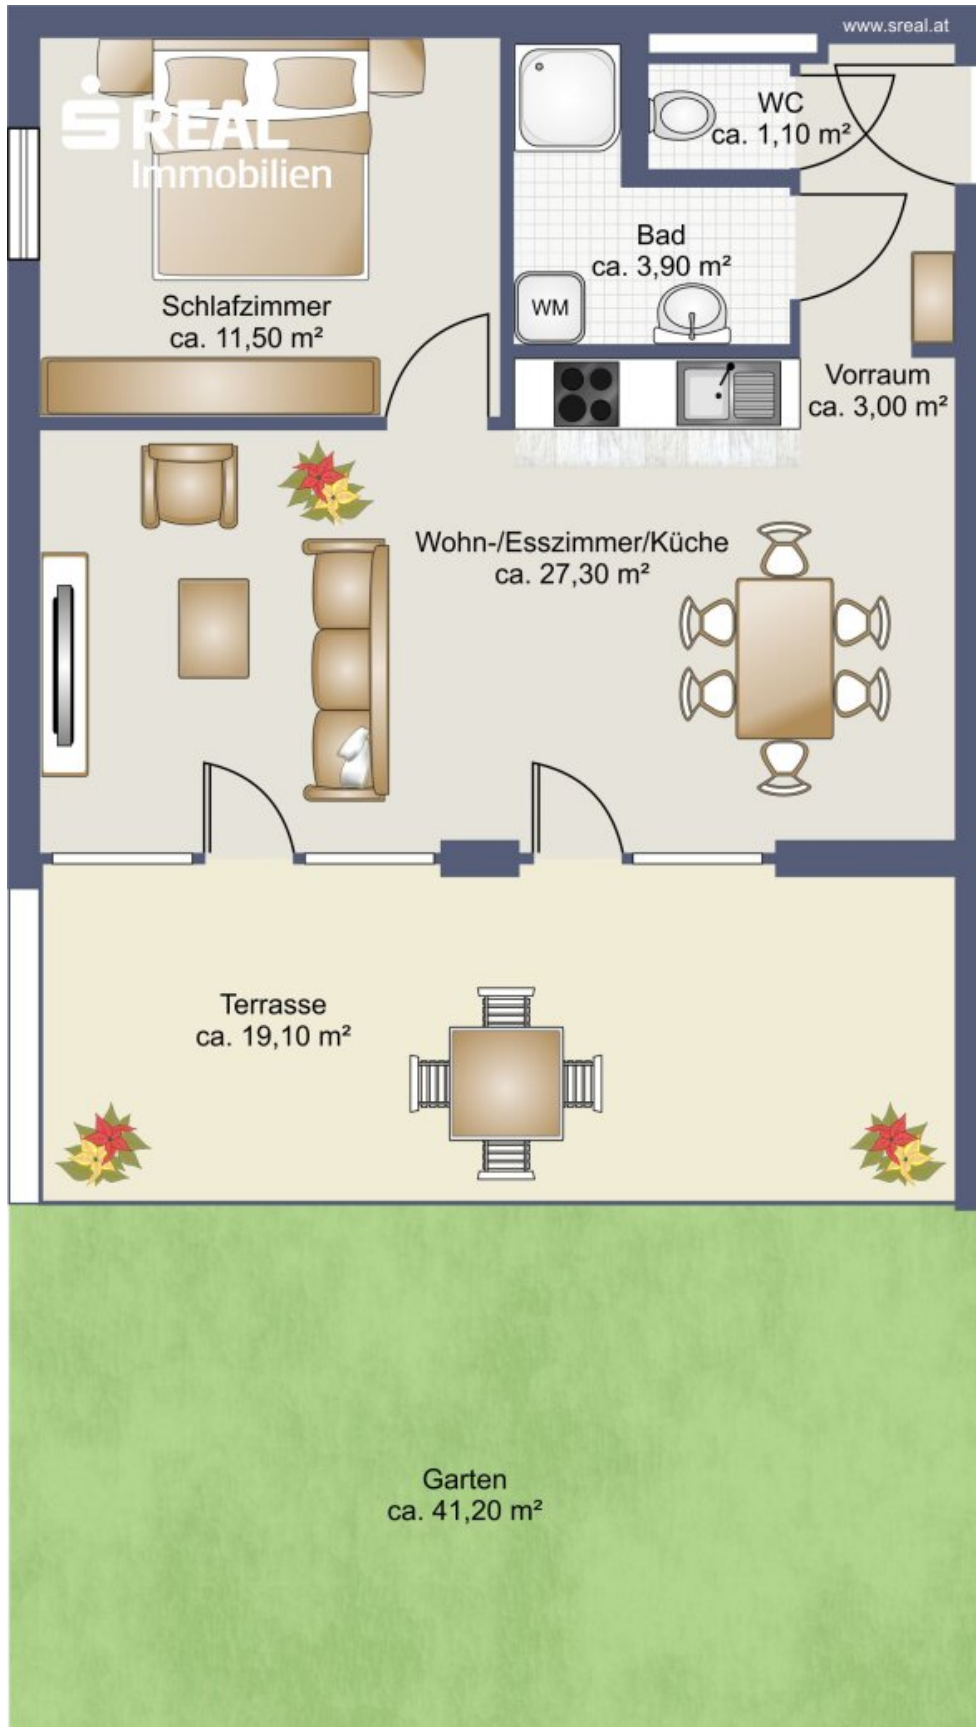 www.sreal.at
S REAL
Immobilien
WC
ca. 1,10 m²
Bad
ca. 3,90 m²
WM
Schlafzimmer
ca. 11,50 m²
Vorraum
ca. 3,00 m²
Wohn-/Esszimmer/Küche
ca. 27,30 m²
Terrasse
ca. 19,10 m²
Garten
ca. 41,20 m²